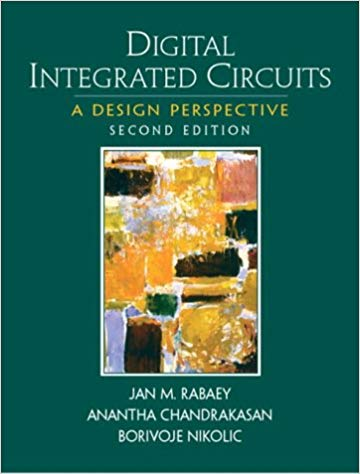 DIGITAL
INTEGRATED CIRCUITS
A DESIGN PERSPECTIVE
SECOND EDITION
JAN M. RABAEY
ANANTHA CHANDRAKASAN
BORIVOJE NIKOLIC